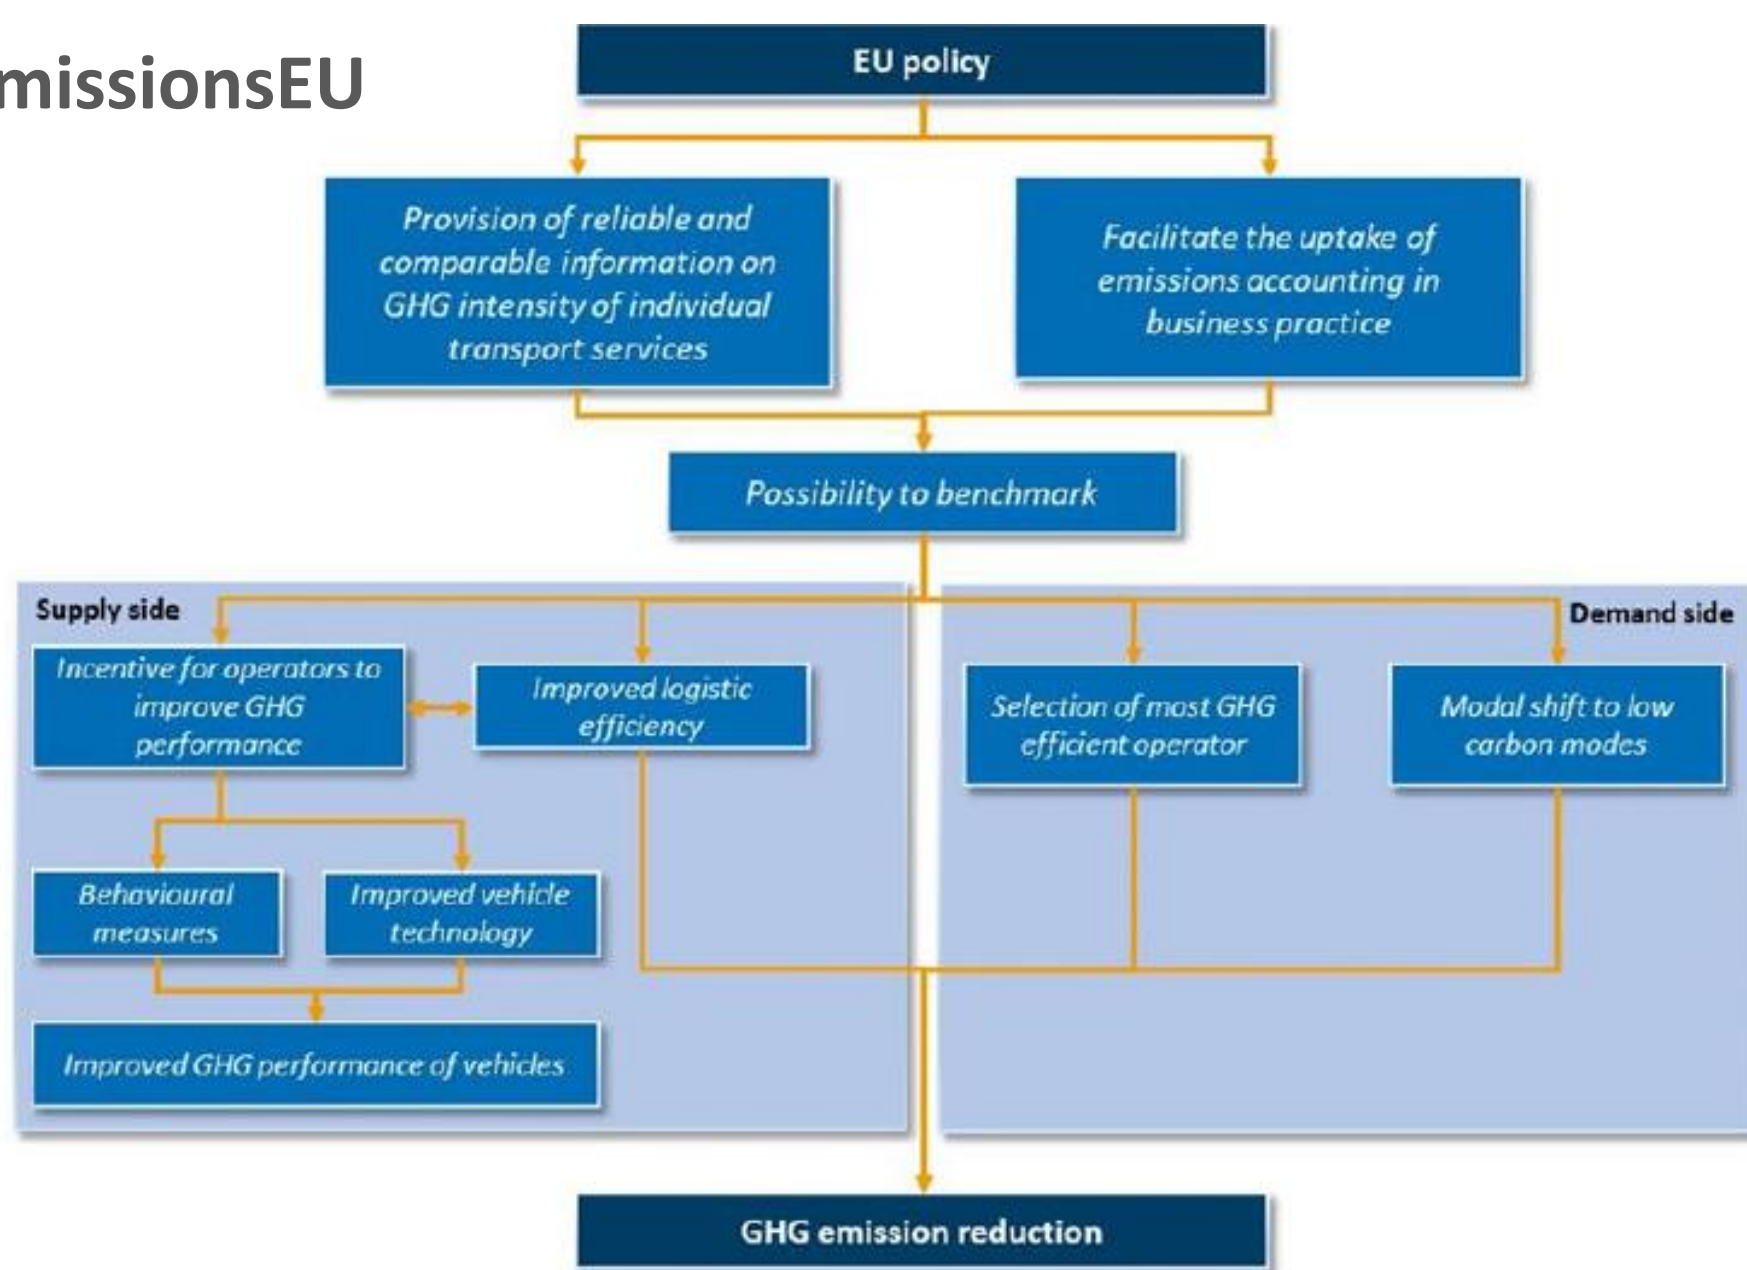 missionsEU
EU policy
Provision of reliable and
comparable information on
GHG intensity of individual
transport services
Facilitate the uptake of
emissions accounting in
business practice
Possibility to benchmark
Supply side
Demand side
Incentive for operators to
improve GHG
performance
Improved logistic
efficiency
Selection of most GHG
efficient operator
Modal shift to low
carbon modes
Behavioural
measures
Improved vehicle
technology
Improved GHG performance of vehicles
GHG emission reduction